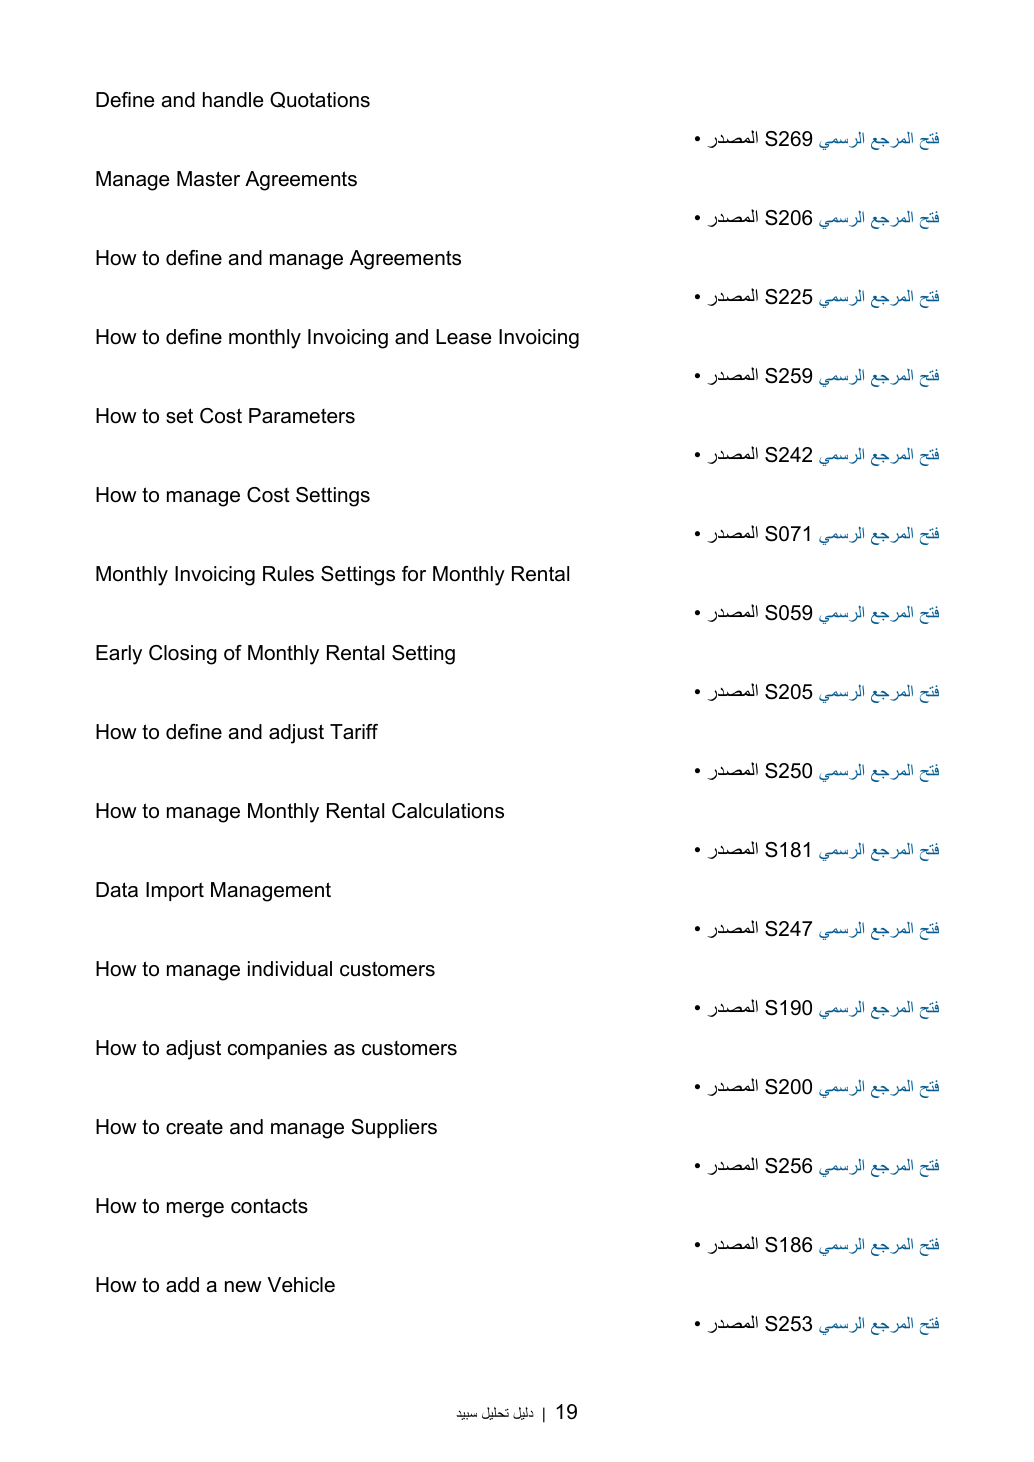 Define and handle Quotations
فتح المرجع الرسمي S269 المصدر •
Manage Master Agreements
فتح المرجع الرسمي S206 المصدر •
How to define and manage Agreements
فتح المرجع الرسمي S225 المصدر •
How to define monthly Invoicing and Lease Invoicing
فتح المرجع الرسمي S259 المصدر •
How to set Cost Parameters
فتح المرجع الرسمي S242 المصدر •
How to manage Cost Settings
فتح المرجع الرسمي S071 المصدر •
Monthly Invoicing Rules Settings for Monthly Rental
فتح المرجع الرسمي S059 المصدر •
Early Closing of Monthly Rental Setting
فتح المرجع الرسمي S205 المصدر •
How to define and adjust Tariff
فتح المرجع الرسمي S250 المصدر •
How to manage Monthly Rental Calculations
فتح المرجع الرسمي S181 المصدر •
Data Import Management
فتح المرجع الرسمي S247 المصدر •
How to manage individual customers
فتح المرجع الرسمي S190 المصدر •
How to adjust companies as customers
فتح المرجع الرسمي S200 المصدر •
How to create and manage Suppliers
فتح المرجع الرسمي S256 المصدر •
How to merge contacts
فتح المرجع الرسمي S186 المصدر •
How to add a new Vehicle
فتح المرجع الرسمي S253 المصدر •
دليل تحليل سبيد | 19